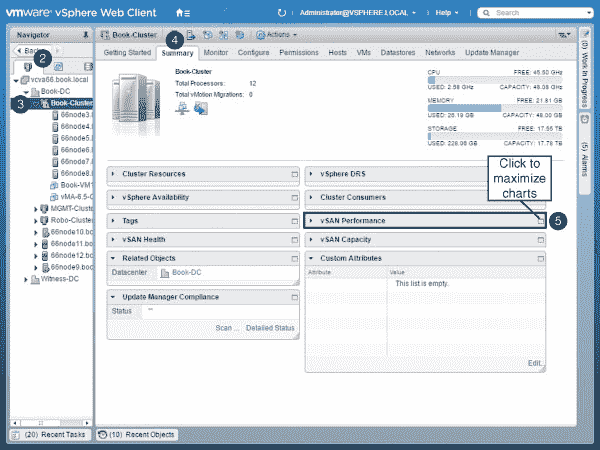 vmware® vSphere Web Client
Administrator@VSPHERE.LOCAL
Help
Search
Navigator
Book-Cluster
4
Actions
Back
2
Getting Started Summary Monitor Configure Permissions Hosts VMs Datastores Networks Update Manager
vcva66.book.local
Book-DC
3
Book-Cluster
66node3.
66node4.
66node5.
66node6.
66node7.
66node8.
Book-VM
vMA-6.5-
MGMT-Cluster
Robo-Cluster
66node10.bo
66node11.bo
66node12.bo
66node9.boo
Witness-DC
Book-Cluster
Total Processors: 12
Total vMotion Migrations: 0
CPU FREE: 45.50 GHz
USED: 2.58 GHz CAPACITY: 48.08 GHz
MEMORY FREE: 21.81 GB
USED: 26.19 GB CAPACITY: 48.00 GB
STORAGE FREE: 17.55 TB
USED: 228.06 GB CAPACITY: 17.78 TB
Cluster Resources
vSphere Availability
Tags
vSAN Health
Related Objects
Datacenter Book-DC
Update Manager Compliance
Status --
Scan ... Detailed Status
vSphere DRS
Cluster Consumers
vSAN Performance
vSAN Capacity
Custom Attributes
Attribute Value
This list is empty.
Edit...
Click to
maximize
charts
5
(0) Work In Progress
(5) Alarms
(20) Recent Tasks
(10) Recent Objects